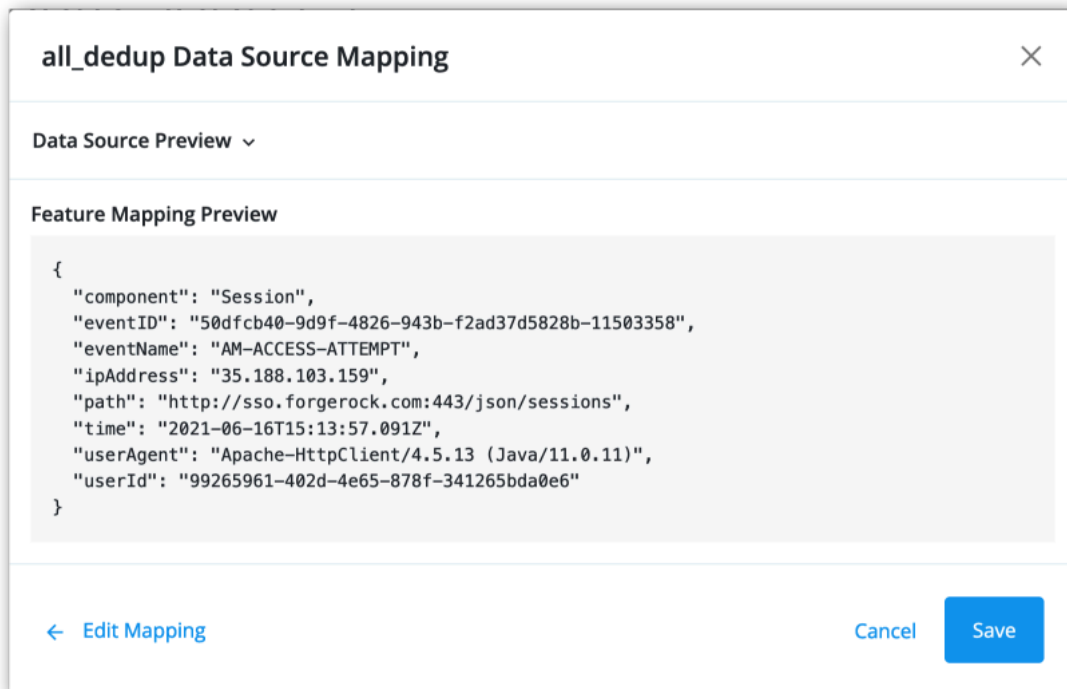 all_dedup Data Source Mapping
Data Source Preview
Feature Mapping Preview
{
"component": "Session",
"eventID": "50dfcb40-9d9f-4826-943b-f2ad37d5828b-11503358",
"eventName": "AM-ACCESS-ATTEMPT",
"ipAddress": "35.188.103.159",
"path": "http://sso.forgerock.com:443/json/sessions",
"time": "2021-06-16T15:13:57.091Z",
"userAgent": "Apache-HttpClient/4.5.13 (Java/11.0.11)",
"userId": "99265961-402d-4e65-878f-341265bda0e6"
}
← Edit Mapping
Cancel
Save